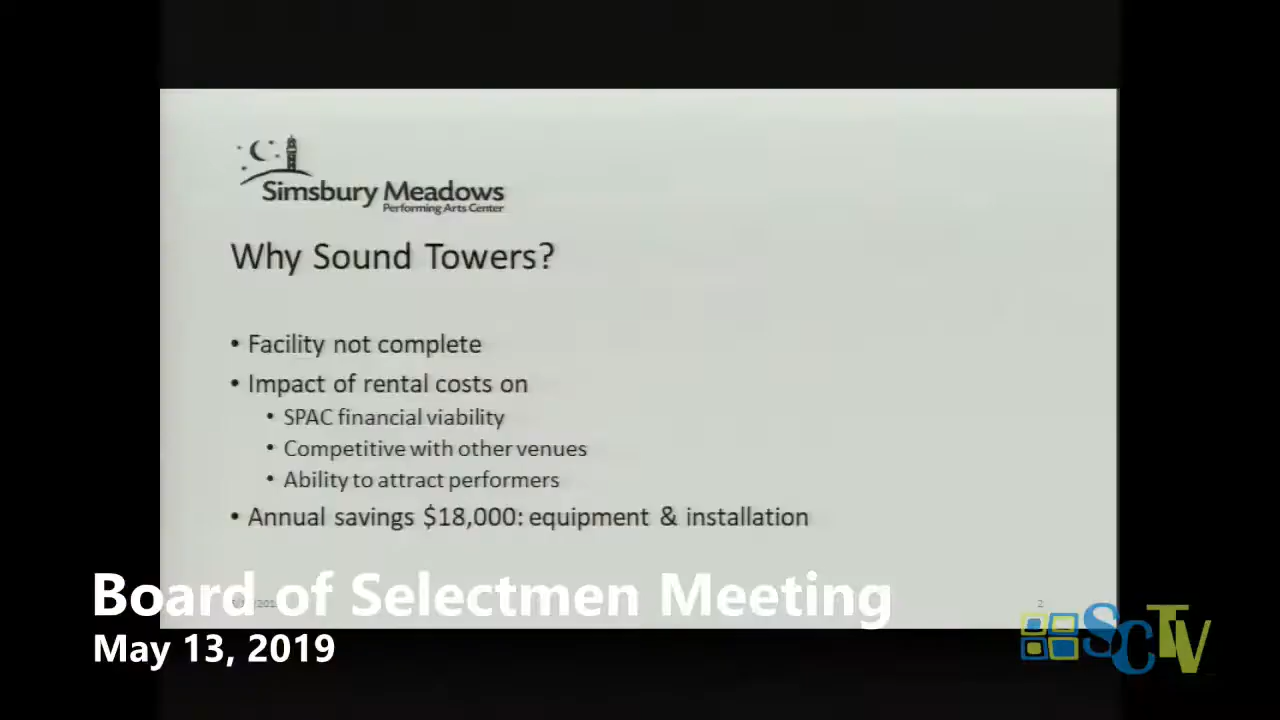 Simsbury Meadows
Performing Arts Center
Why Sound Towers?
• Facility not complete
• Impact of rental costs on
• SPAC financial viability
• Competitive with other venues
• Ability to attract performers
• Annual savings $18,000: equipment & installation
2
Board of Selectmen Meeting
May 13, 2019
SCTV